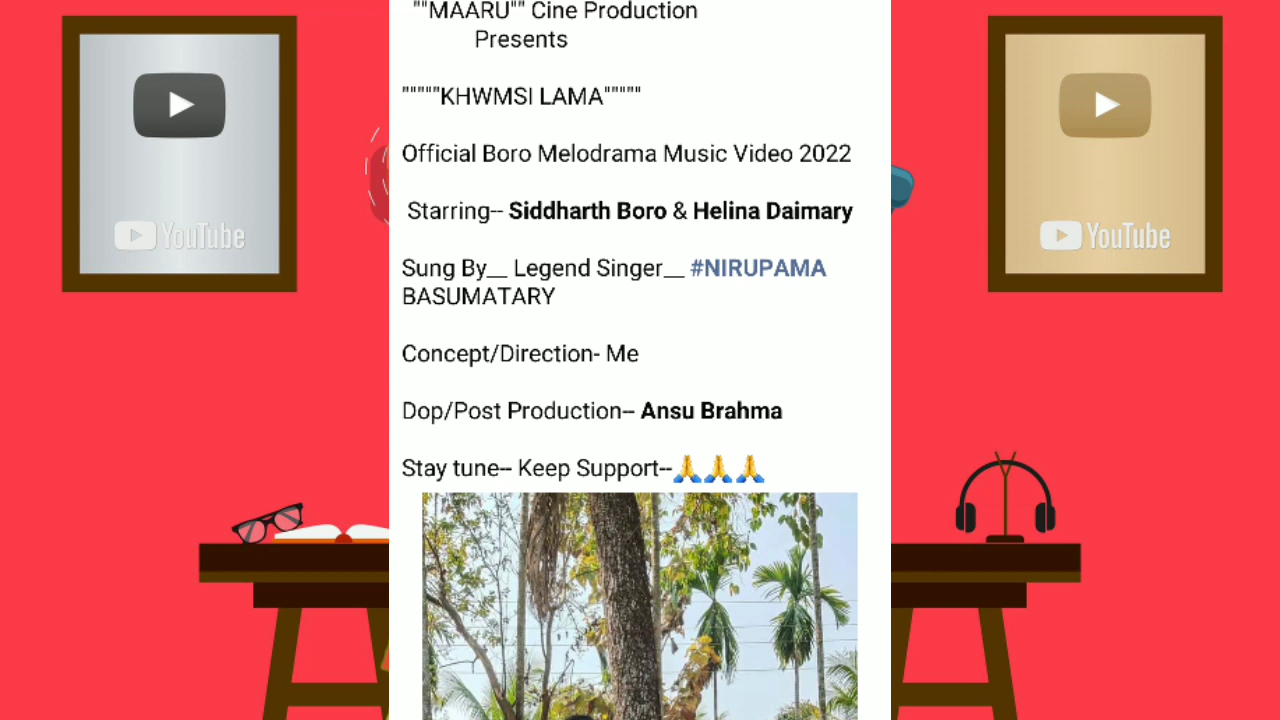 ""MAARU"" Cine Production
Presents
"""""KHWMSI LAMA"""""
Official Boro Melodrama Music Video 2022
Starring-- Siddharth Boro & Helina Daimary
Sung By__ Legend Singer__ #NIRUPAMA
BASUMATARY
Concept/Direction- Me
Dop/Post Production-- Ansu Brahma
Stay tune-- Keep Support--🙏🙏🙏
YouTube
YouTube